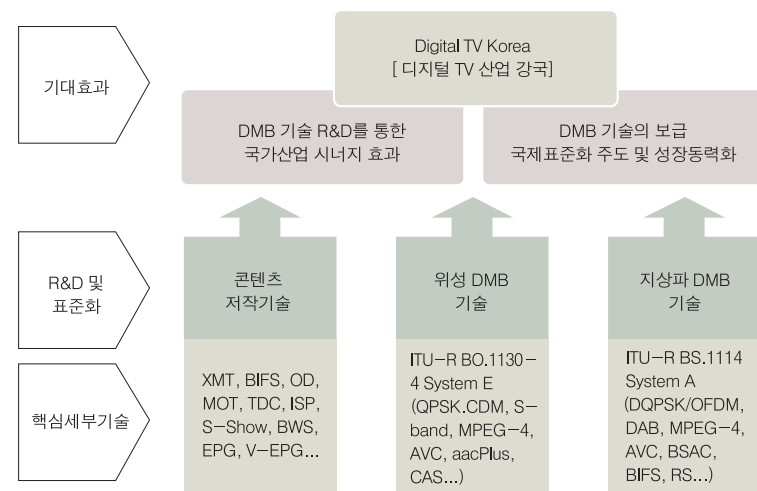 기대효과
Digital TV Korea
[ 디지털 TV 산업 강국]
DMB 기술 R&D를 통한
국가산업 시너지 효과
DMB 기술의 보급
국제표준화 주도 및 성장동력화
R&D 및
표준화
콘텐츠
저작기술
위성 DMB
기술
지상파 DMB
기술
핵심세부기술
XMT, BIFS, OD,
MOT, TDC, ISP,
S-Show, BWS,
EPG, V-EPG...
ITU-R BO.1130-
4 System E
(QPSK.CDM, S-
band, MPEG-4,
AVC, aacPlus,
CAS...)
ITU-R BS.1114
System A
(DQPSK/OFDM,
DAB, MPEG-4,
AVC, BSAC,
BIFS, RS...)